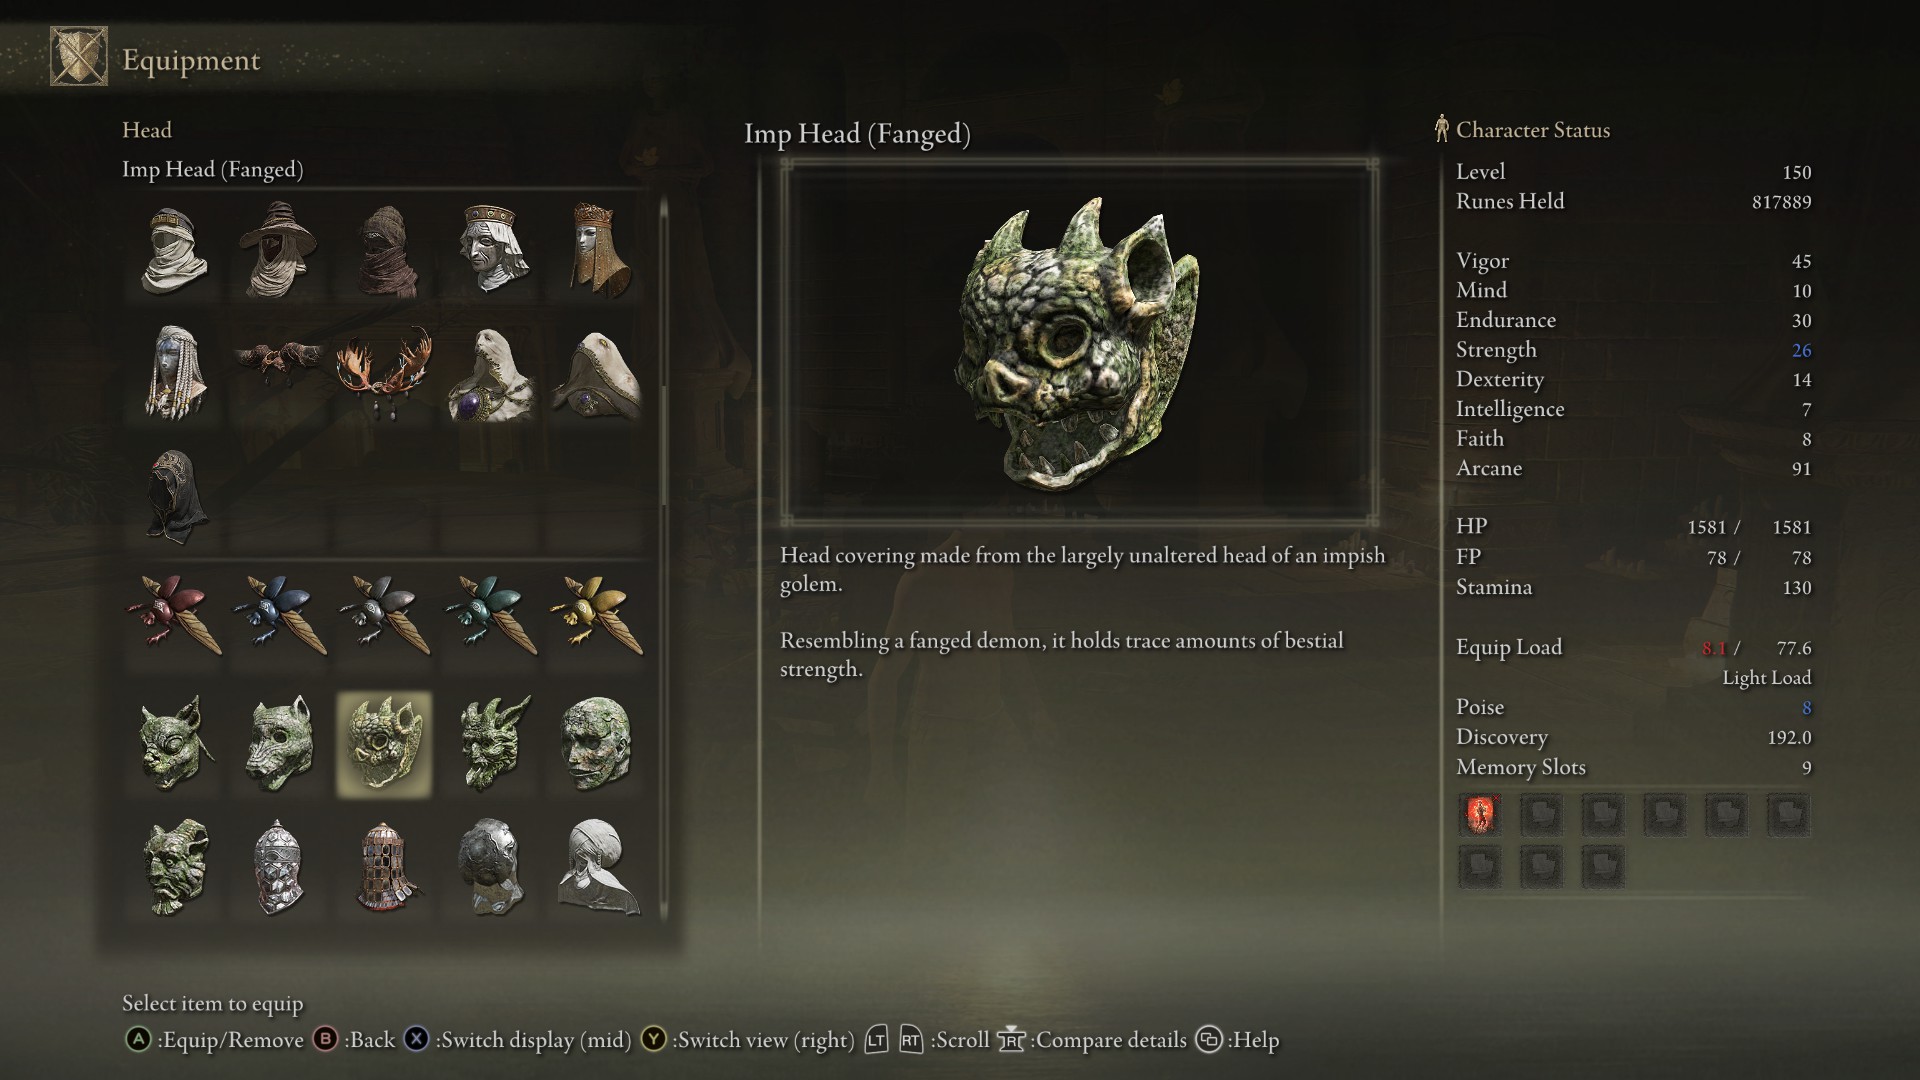 Equipment
Head
Imp Head (Fanged)
Imp Head (Fanged)
Head covering made from the largely unaltered head of an impish
golem.
Resembling a fanged demon, it holds trace amounts of bestial
strength.
Character Status
Level 150
Runes Held 817889
Vigor 45
Mind 10
Endurance 30
Strength 26
Dexterity 14
Intelligence 7
Faith 8
Arcane 91
HP 1581 / 1581
FP 78 / 78
Stamina 130
Equip Load 8.1 / 77.6
Light Load
Poise 8
Discovery 192.0
Memory Slots 9
Select item to equip
A :Equip/Remove B :Back X :Switch display (mid) Y :Switch view (right) LT RT :Scroll R :Compare details :Help